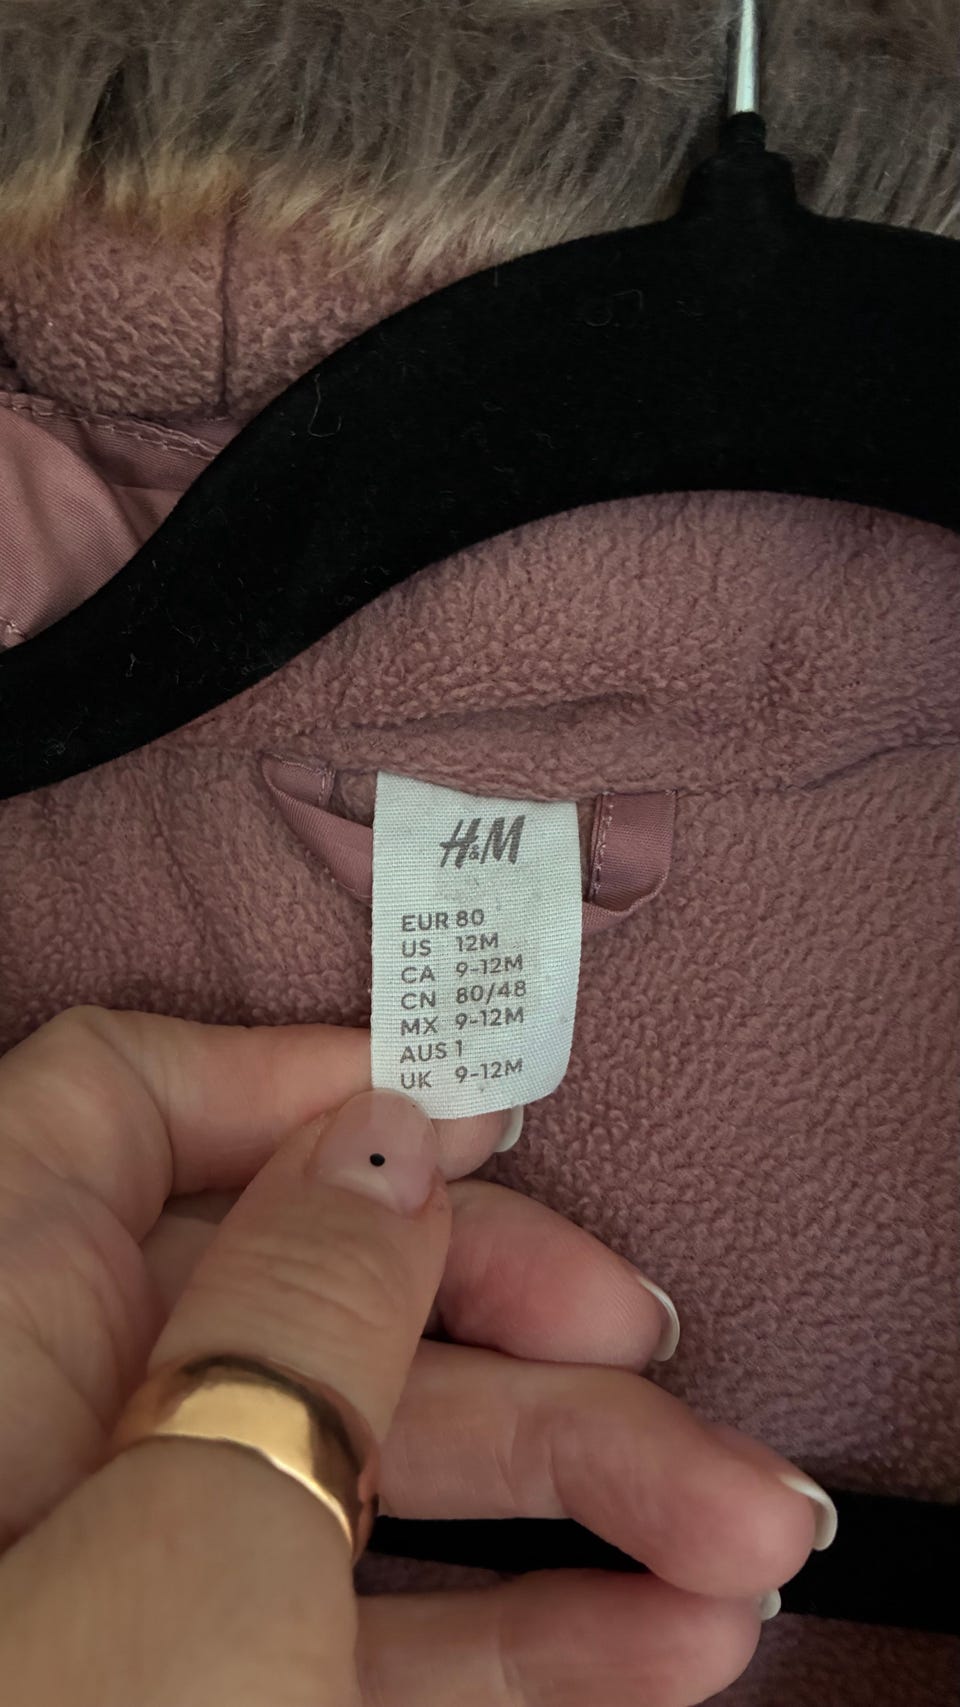 H&M
EUR 80
US 12M
CA 9-12M
CN 80/48
MX 9-12M
AUS 1
UK 9-12M